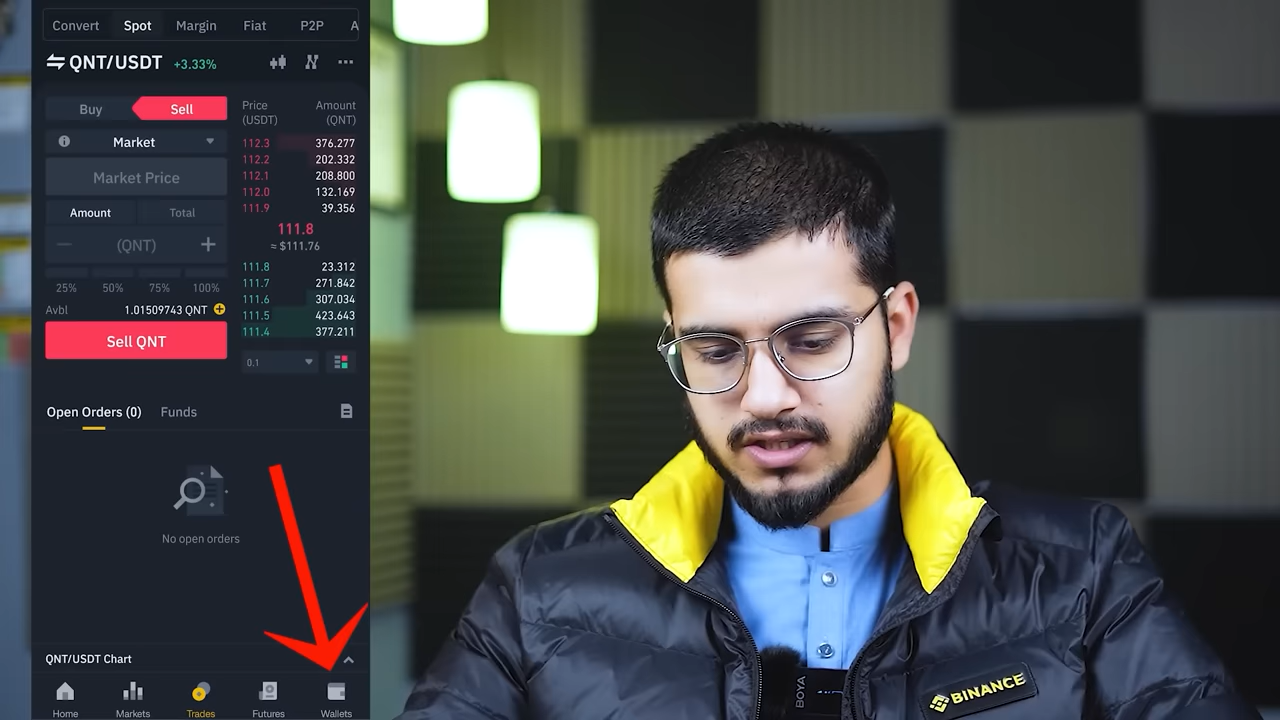 Convert Spot Margin Fiat P2P A
QNT/USDT +3.33%
Buy Sell
Market
Market Price
Amount Total
(QNT)
25% 50% 75% 100%
Avbl 1.01509743 QNT
Sell QNT
Price (USDT) Amount (QNT)
112.3 376.277
112.2 202.332
112.1 208.800
112.0 132.169
111.9 39.356
111.8
≈ $111.76
111.8 23.312
111.7 271.842
111.6 307.034
111.5 423.643
111.4 377.211
0.1
Open Orders (0) Funds
No open orders
QNT/USDT Chart
Home Markets Trades Futures Wallets
BOYA
BINANCE